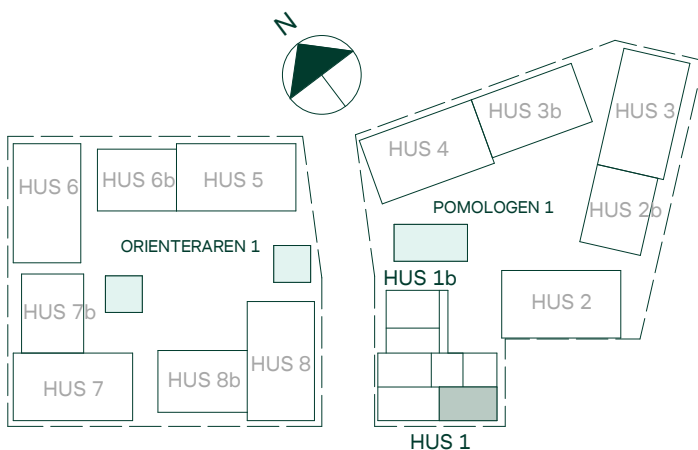 N
HUS 3
HUS 3b
HUS 4
HUS 6
HUS 6b
HUS 5
POMOLOGEN 1
HUS 2b
ORIENTERAREN 1
HUS 1b
HUS 7b
HUS 2
HUS 8
HUS 8b
HUS 7
HUS 1